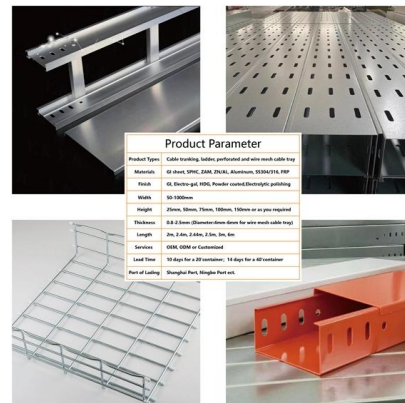 Product Parameter
Product Types Cable trunking, ladder, perforated and wire mesh cable tray
Materials GI sheet, SPHC, ZAM, ZN/AL, Aluminum, SS304/316, FRP
Finish GI, Electro-gal, HDG, Powder coated,Electrolytic polishing
Width 50-1000mm
Height 25mm, 50mm, 75mm, 100mm, 150mm or as you required
Thickness 0.8-2.5mm (Diameter:4mm-6mm for wire mesh cable tray)
Length 2m, 2.4m, 2.44m, 2.5m, 3m, 6m
Services OEM, ODM or Customized
Lead Time 10 days for a 20'container; 14 days for a 40'container
Port of Lading Shanghai Port, Ningbo Port ect.